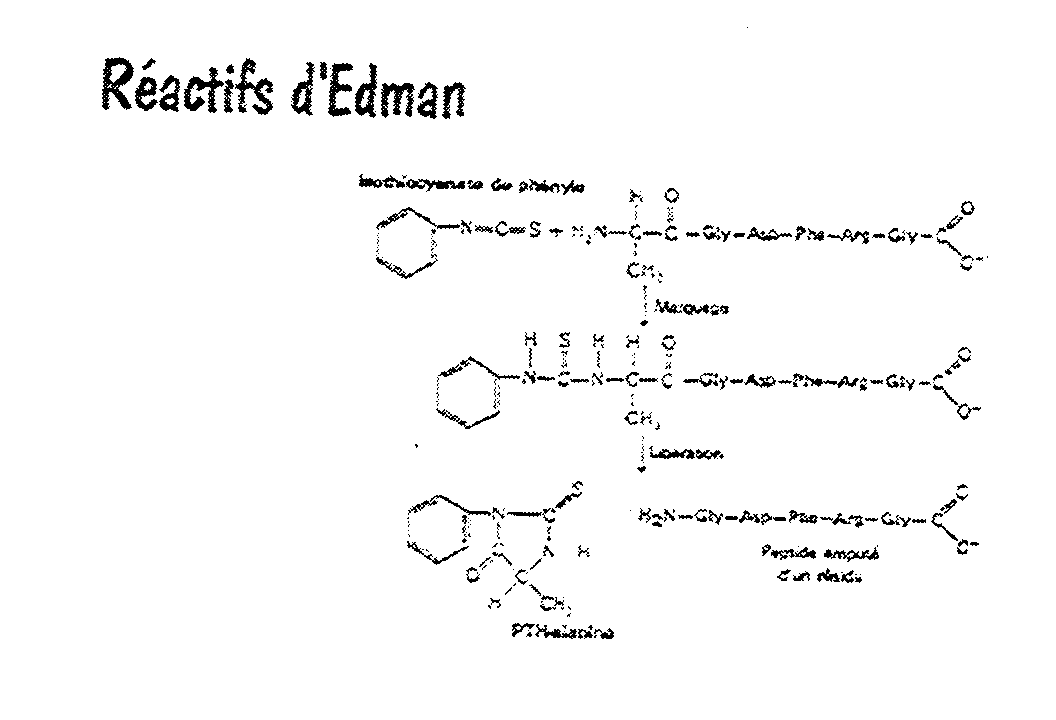 Réactifs d'Edman
Isothiocyanate de phényle
H O
N=C=S + H₂N—C—C—Gly—Asp—Phe—Arg—Gly—C O
O⁻
CH₃
Marquage
H S H H O
N—C—N—C—C—Gly—Asp—Phe—Arg—Gly—C O
O⁻
CH₃
Libération
S
N C H₂N—Gly—Asp—Phe—Arg—Gly—C O
O⁻
C N H Peptide amputé
O C d'un résidu
H CH₃
PTH-alanine